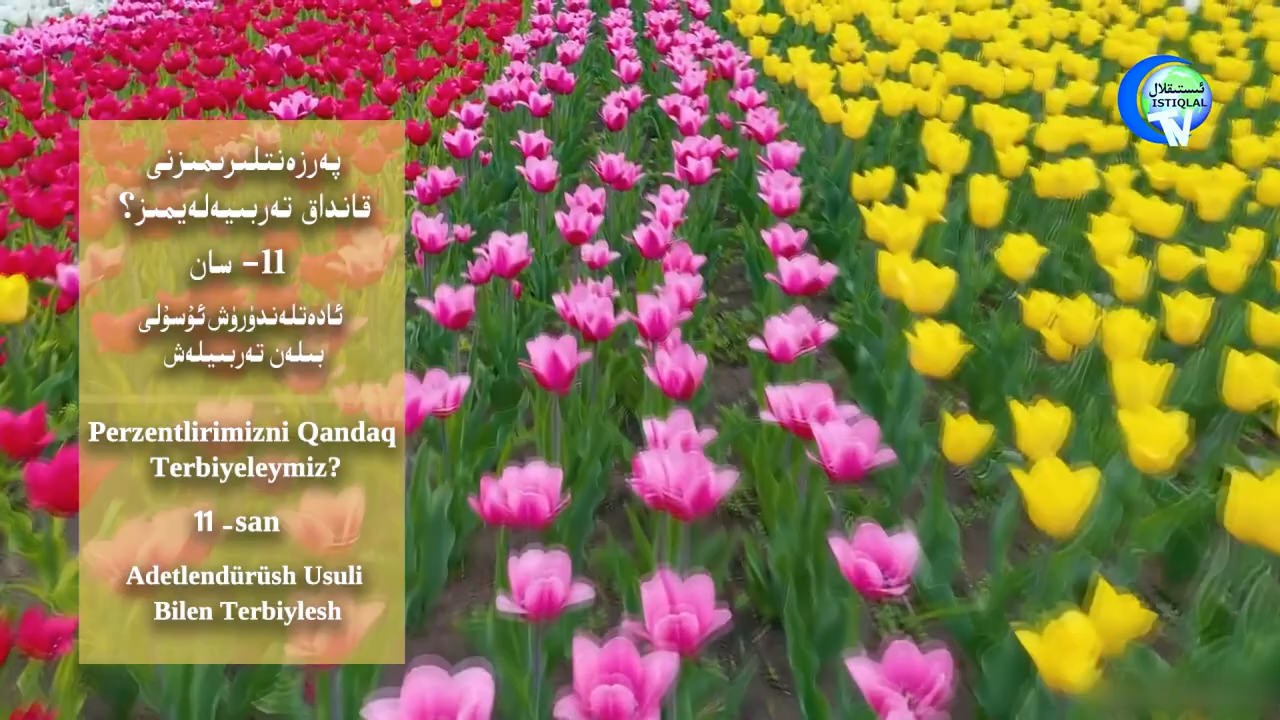 پەرزەنتلىرىمىزنى
قانداق تەربىيەلەيمىز؟
11- سان
ئادەتلەندۈرۈش ئۇسۇلى
بىلەن تەربىيىلەش
Perzentlirimizni Qandaq
Terbiyeleymiz?
11 - san
Adetlendürüsh Usuli
Bilen Terbiylesh
ئىستىقلال
ISTIQLAL
TV